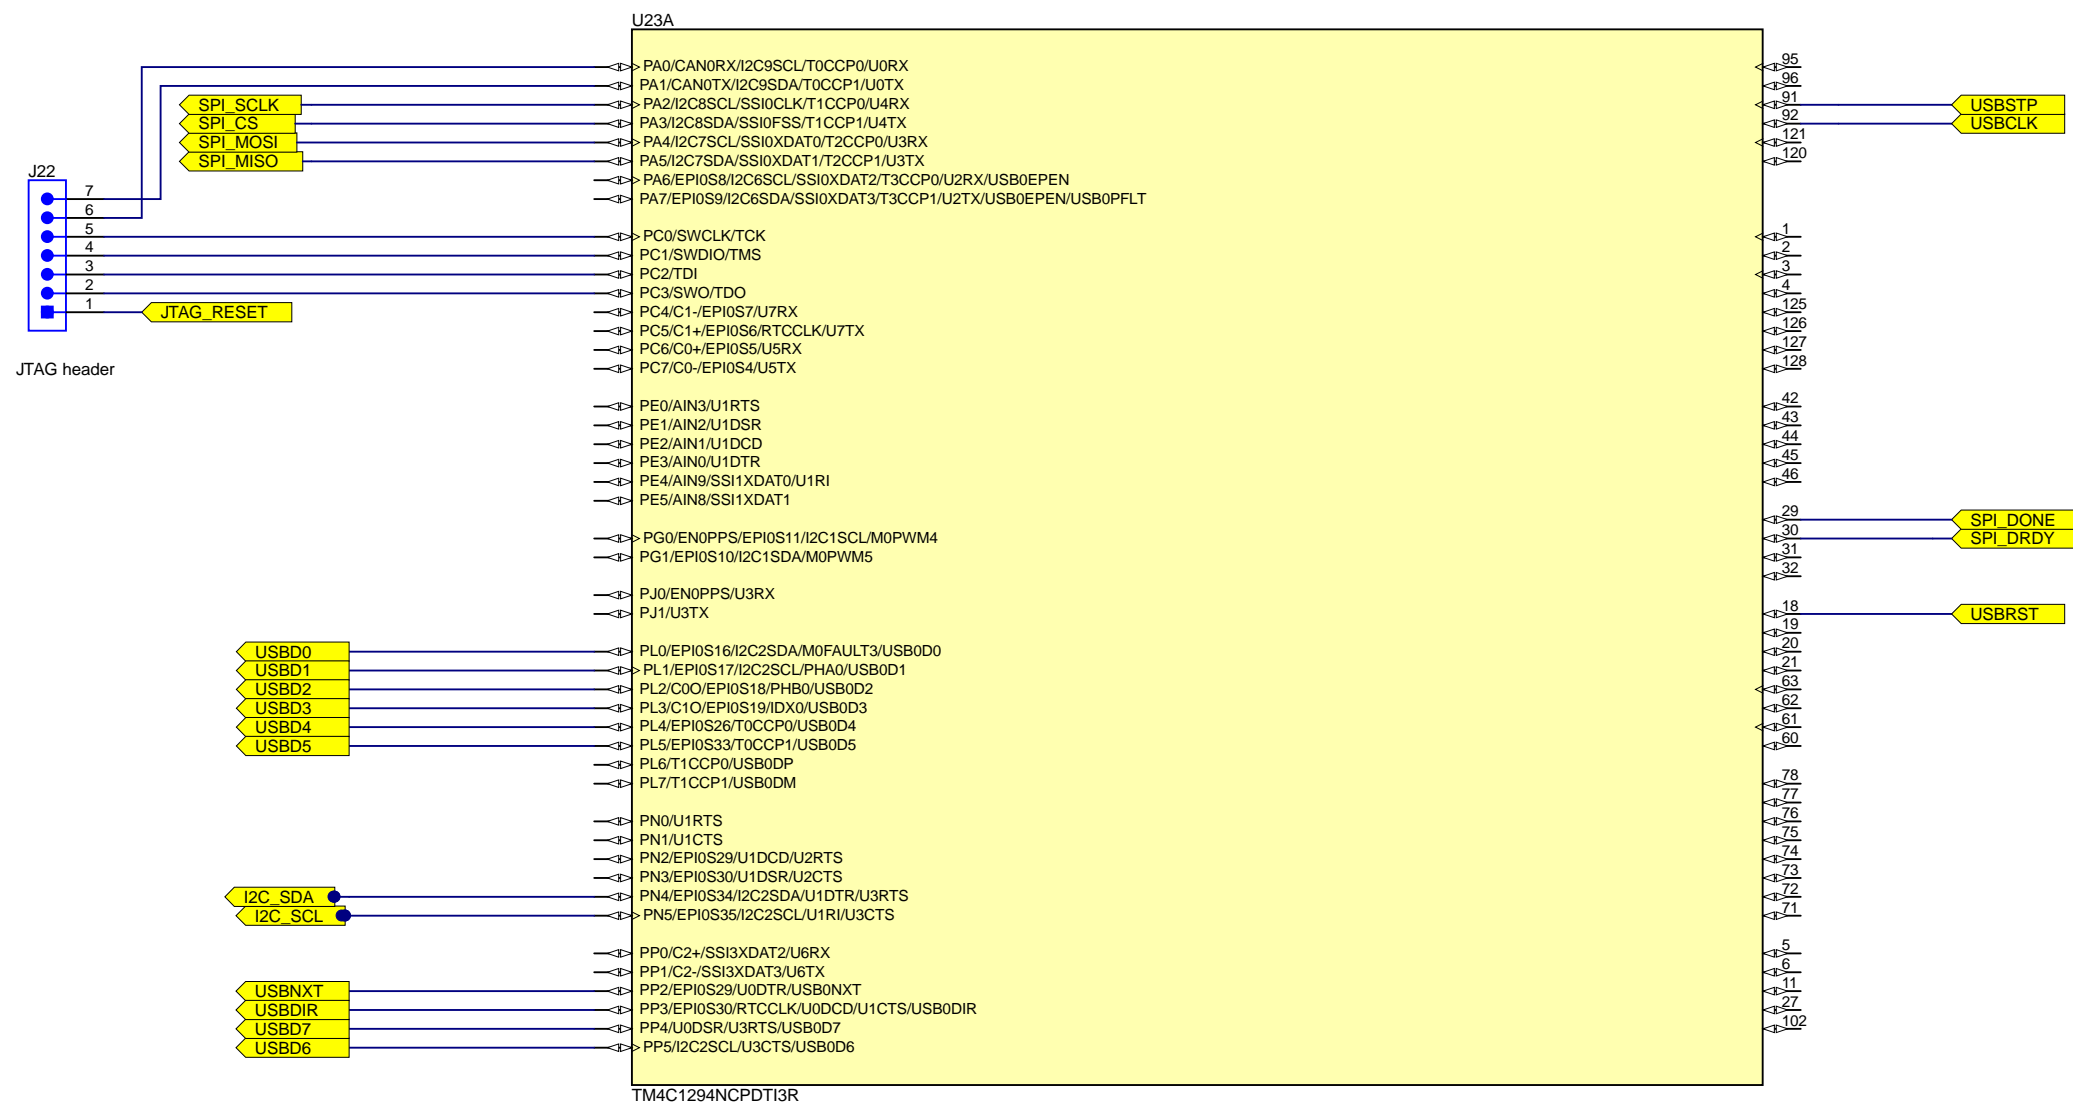 U23A
PA0/CAN0RX/I2C9SCL/T0CCP0/U0RX
95
PA1/CAN0TX/I2C9SDA/T0CCP1/U0TX
96
SPI_SCLK
PA2/I2C8SCL/SSI0CLK/T1CCP0/U4RX
91
USBSTP
SPI_CS
PA3/I2C8SDA/SSI0FSS/T1CCP1/U4TX
92
USBCLK
SPI_MOSI
PA4/I2C7SCL/SSI0XDAT0/T2CCP0/U3RX
121
SPI_MISO
PA5/I2C7SDA/SSI0XDAT1/T2CCP1/U3TX
120
J22
PA6/EPI0S8/I2C6SCL/SSI0XDAT2/T3CCP0/U2RX/USB0EPEN
7
PA7/EPI0S9/I2C6SDA/SSI0XDAT3/T3CCP1/U2TX/USB0EPEN/USB0PFLT
6
5
PC0/SWCLK/TCK
1
4
PC1/SWDIO/TMS
2
3
PC2/TDI
3
2
PC3/SWO/TDO
4
1
JTAG_RESET
PC4/C1-/EPI0S7/U7RX
125
PC5/C1+/EPI0S6/RTCCLK/U7TX
126
PC6/C0+/EPI0S5/U5RX
127
JTAG header
PC7/C0-/EPI0S4/U5TX
128
PE0/AIN3/U1RTS
42
PE1/AIN2/U1DSR
43
PE2/AIN1/U1DCD
44
PE3/AIN0/U1DTR
45
PE4/AIN9/SSI1XDAT0/U1RI
46
PE5/AIN8/SSI1XDAT1
29
SPI_DONE
PG0/EN0PPS/EPI0S11/I2C1SCL/M0PWM4
30
SPI_DRDY
PG1/EPI0S10/I2C1SDA/M0PWM5
31
32
PJ0/EN0PPS/U3RX
PJ1/U3TX
18
USBRST
19
USBD0
PL0/EPI0S16/I2C2SDA/M0FAULT3/USB0D0
20
USBD1
PL1/EPI0S17/I2C2SCL/PHA0/USB0D1
21
USBD2
PL2/C0O/EPI0S18/PHB0/USB0D2
63
USBD3
PL3/C1O/EPI0S19/IDX0/USB0D3
62
USBD4
PL4/EPI0S26/T0CCP0/USB0D4
61
USBD5
PL5/EPI0S33/T0CCP1/USB0D5
60
PL6/T1CCP0/USB0DP
PL7/T1CCP1/USB0DM
78
77
PN0/U1RTS
76
PN1/U1CTS
75
PN2/EPI0S29/U1DCD/U2RTS
74
PN3/EPI0S30/U1DSR/U2CTS
73
I2C_SDA
PN4/EPI0S34/I2C2SDA/U1DTR/U3RTS
72
I2C_SCL
PN5/EPI0S35/I2C2SCL/U1RI/U3CTS
71
PP0/C2+/SSI3XDAT2/U6RX
5
PP1/C2-/SSI3XDAT3/U6TX
6
USBNXT
PP2/EPI0S29/U0DTR/USB0NXT
11
USBDIR
PP3/EPI0S30/RTCCLK/U0DCD/U1CTS/USB0DIR
27
USBD7
PP4/U0DSR/U3RTS/USB0D7
102
USBD6
PP5/I2C2SCL/U3CTS/USB0D6
TM4C1294NCPDTI3R